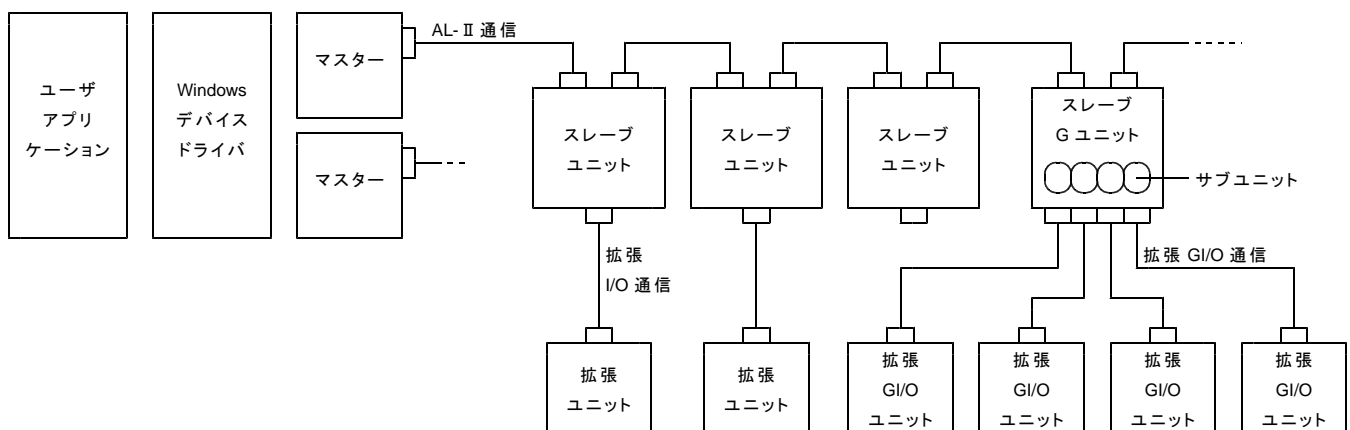 ユーザ
アプリ
ケーション
Windows
デバイス
ドライバ
マスター
マスター
AL-Ⅱ通信
スレーブ
ユニット
スレーブ
ユニット
スレーブ
ユニット
スレーブ
G ユニット
サブユニット
拡張
I/O 通信
拡張 GI/O 通信
拡張
ユニット
拡張
ユニット
拡張
GI/O
ユニット
拡張
GI/O
ユニット
拡張
GI/O
ユニット
拡張
GI/O
ユニット